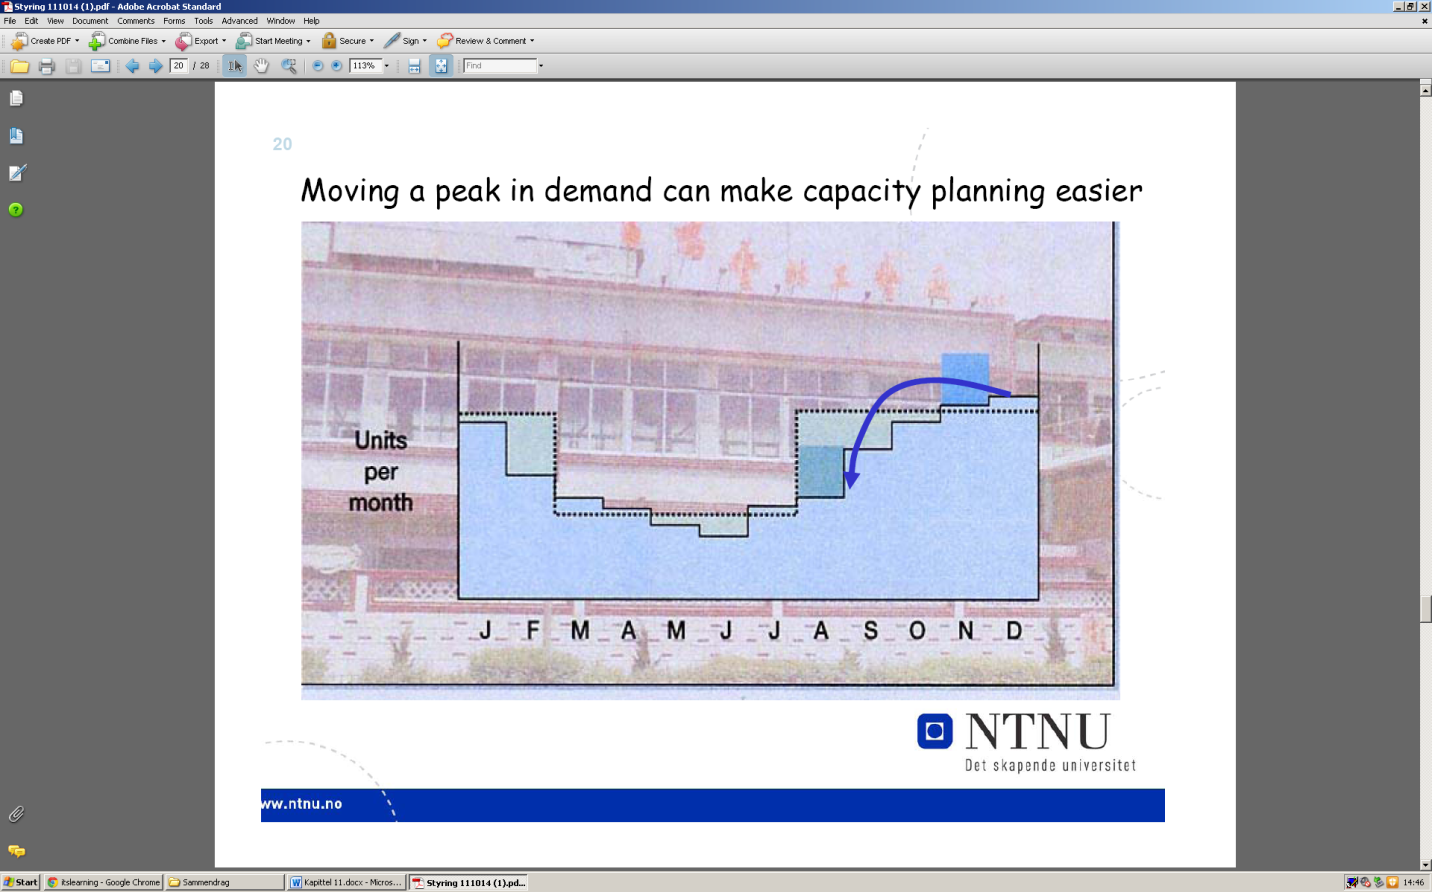 Styring 111014 (1).pdf - Adobe Acrobat Standard
File Edit View Document Comments Forms Tools Advanced Window Help
Create PDF Combine Files Export Start Meeting Secure Sign Review & Comment
20 / 28 113% Find
20
Moving a peak in demand can make capacity planning easier
Units
per
month
J F M A M J J A S O N D
NTNU
Det skapende universitet
ww.ntnu.no
Start itslearning - Google Chrome Sammendrag Kapittel 11.docx - Micros... Styring 111014 (1).pd... 14:46